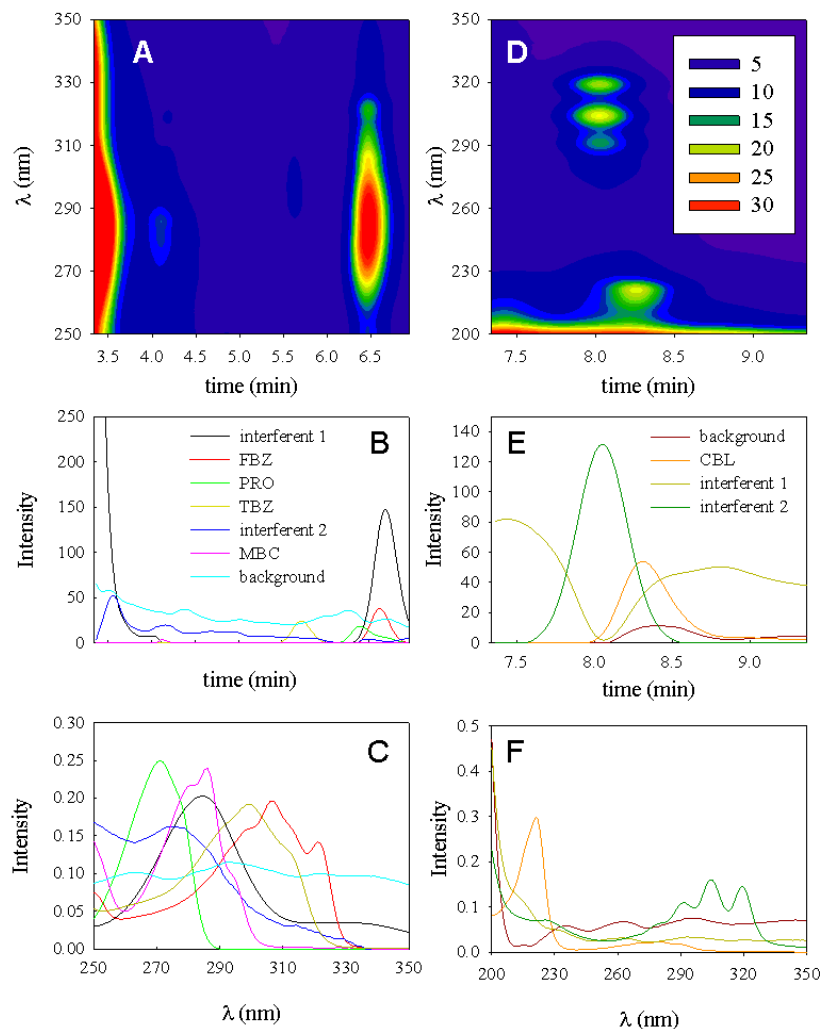 A
350
330
310
290
270
250
λ (nm)
3.5 4.0 4.5 5.0 5.5 6.5
time (min)
D
350
320
290
260
230
200
λ (nm)
7.5 8.0 8.5 9.0
time (min)
5
10
15
20
25
30
B
250
200
150
100
50
0
Intensity
interferent 1
FBZ
PRO
TBZ
interferent 2
MBC
background
time (min)
E
140
120
100
80
60
40
20
0
Intensity
background
CBL
interferent 1
interferent 2
7.5 8.0 8.5 9.0
time (min)
C
0.30
0.25
0.20
0.15
0.10
0.05
0.00
Intensity
250 270 290 310 330 350
λ (nm)
F
0.5
0.4
0.3
0.2
0.1
0.0
Intensity
200 230 260 290 320 350
λ (nm)